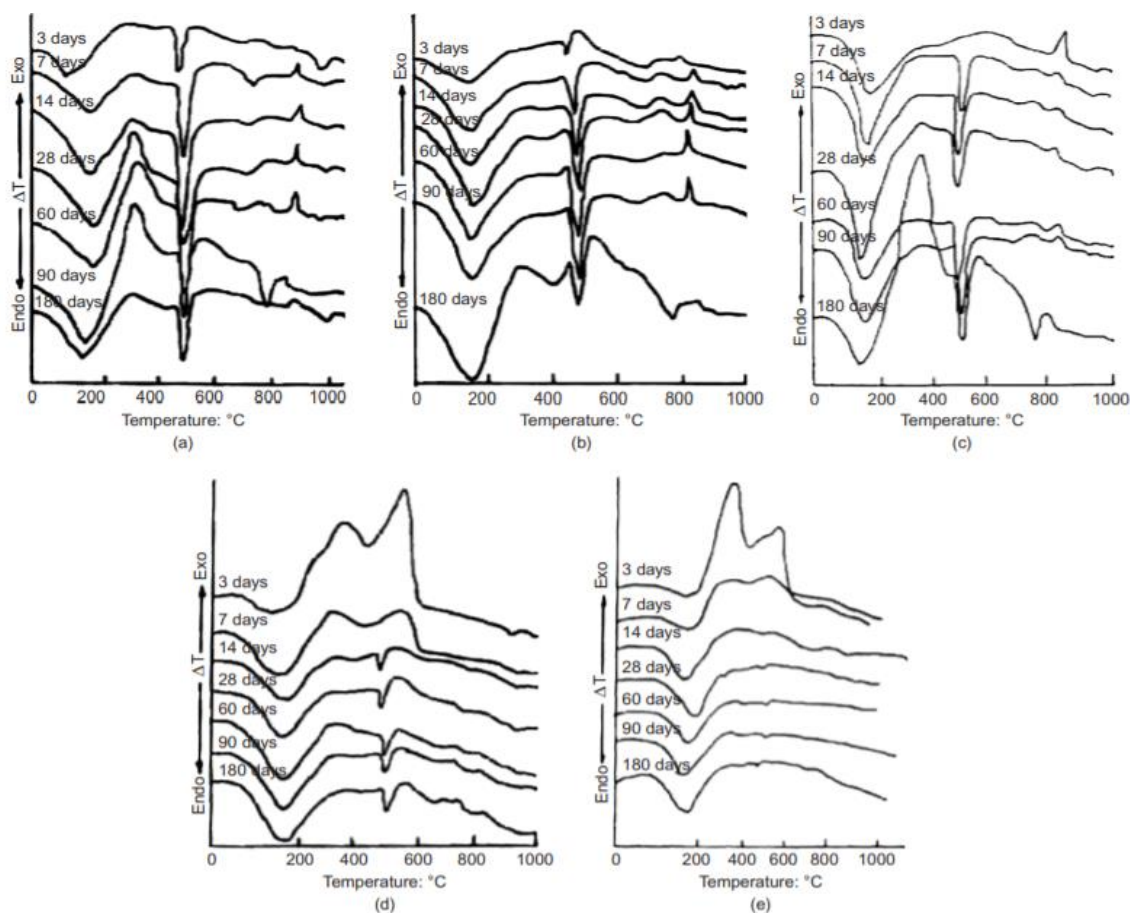 3 days
7 days
14 days
28 days
60 days
90 days
180 days
Endo ΔT Exo
0 200 400 600 800 1000
Temperature: °C
(a)
3 days
7 days
14 days
28 days
60 days
90 days
180 days
Endo ΔT Exo
0 200 400 600 800 1000
Temperature: °C
(b)
3 days
7 days
14 days
28 days
60 days
90 days
180 days
Endo ΔT Exo
0 200 400 600 800 1000
Temperature: °C
(c)
3 days
7 days
14 days
28 days
60 days
90 days
180 days
Endo ΔT Exo
0 200 400 600 800 1000
Temperature: °C
(d)
3 days
7 days
14 days
28 days
60 days
90 days
180 days
Endo ΔT Exo
0 200 400 600 800 1000
Temperature: °C
(e)